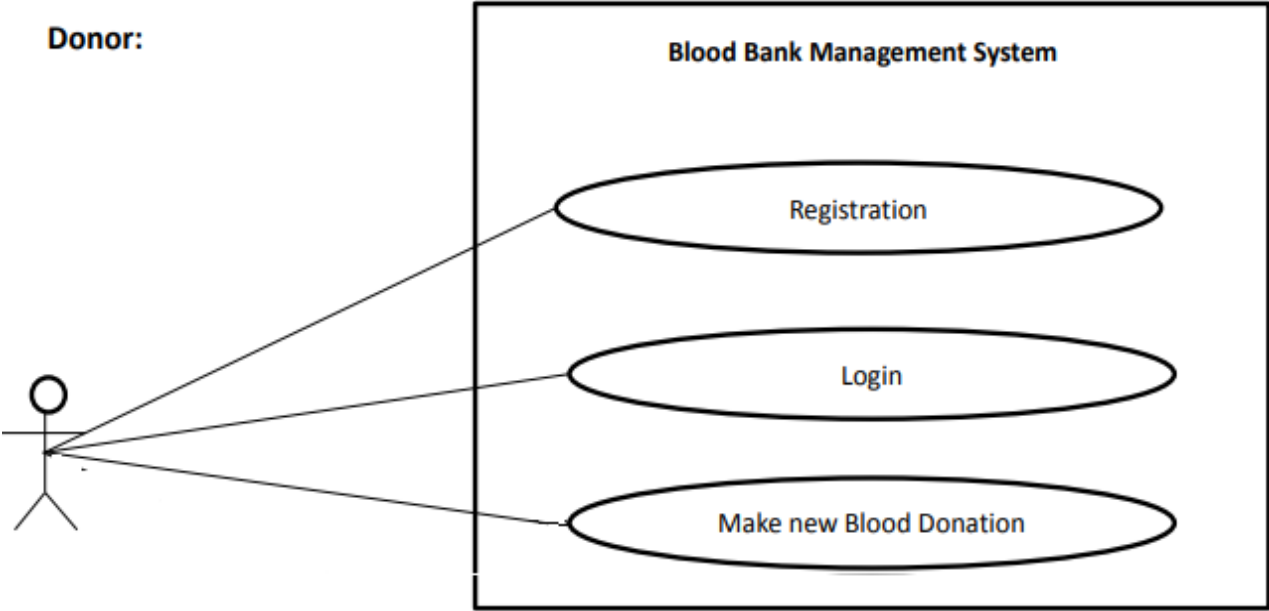 Donor:
Blood Bank Management System
Registration
Login
Make new Blood Donation